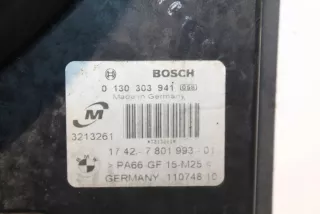 BOSCH
0 130 303 941
Made in Germany
3213261
17 42.- 7 801 993 - 01
PA66 GF 15-M25
GERMANY 110748 10